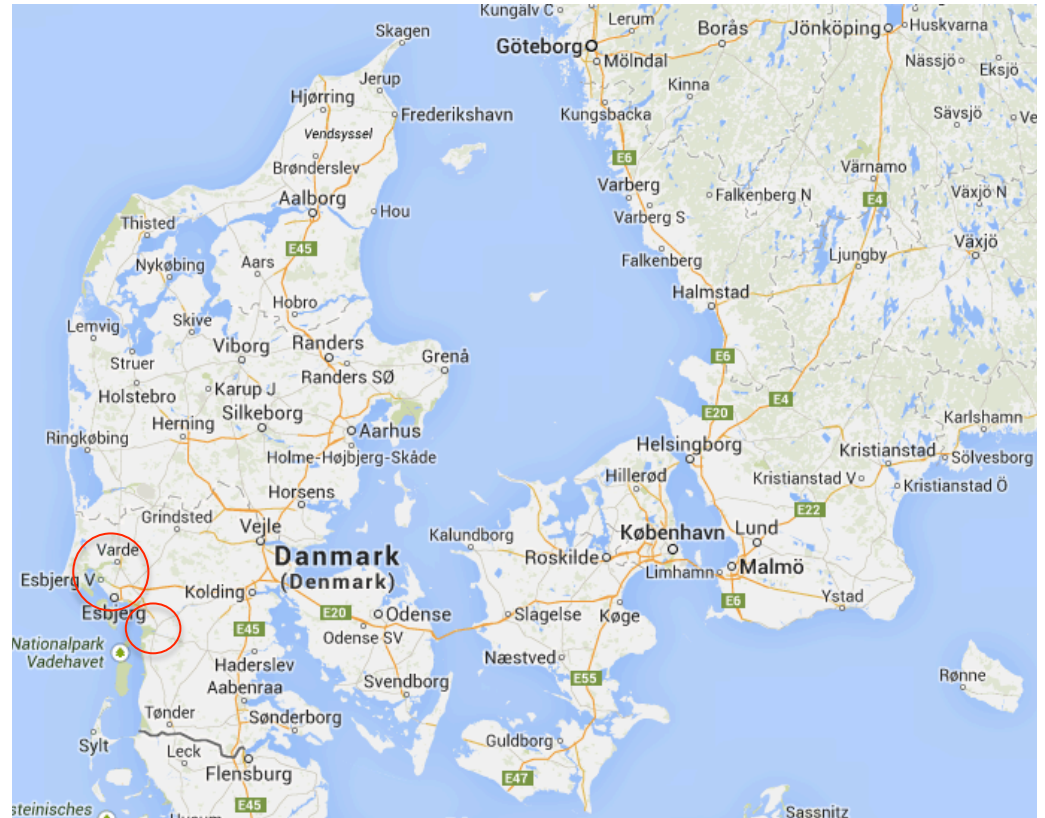 Kungälv
Lerum
Borås
Jönköping
Huskvarna
Skagen
Göteborg
Mölndal
Nässjö
Eksjö
Jerup
Kinna
Hjørring
Frederikshavn
Kungsbacka
Sävsjö
Ve
Vendsyssel
E6
Brønderslev
Värnamo
Varberg
Falkenberg N
Växjö N
Aalborg
E4
Hou
Varberg S
Thisted
Växjö
E45
Falkenberg
Ljungby
Nykøbing
Aars
Halmstad
Hobro
Lemvig
Skive
Viborg
Randers
Grenå
E6
Struer
Randers SØ
Karup J
Holstebro
E4
Silkeborg
E20
Karlshamn
Herning
Aarhus
Ringkøbing
Helsingborg
Holme-Højbjerg-Skåde
Kristianstad
Sölvesborg
Hillerød
Kristianstad V
Kristianstad Ö
Horsens
E22
Grindsted
Vejle
Kalundborg
København
Lund
Varde
Danmark
(Denmark)
Roskilde
Limhamn
Malmö
Esbjerg V
Kolding
Ystad
E6
Esbjerg
E20
Odense
Slagelse
Køge
E45
Odense SV
Nationalpark
Vadehavet
Haderslev
Næstved
Aabenraa
Svendborg
E55
Rønne
Tønder
Sønderborg
Sylt
Leck
Guldborg
Flensburg
E47
E45
steinisches
Sassnitz